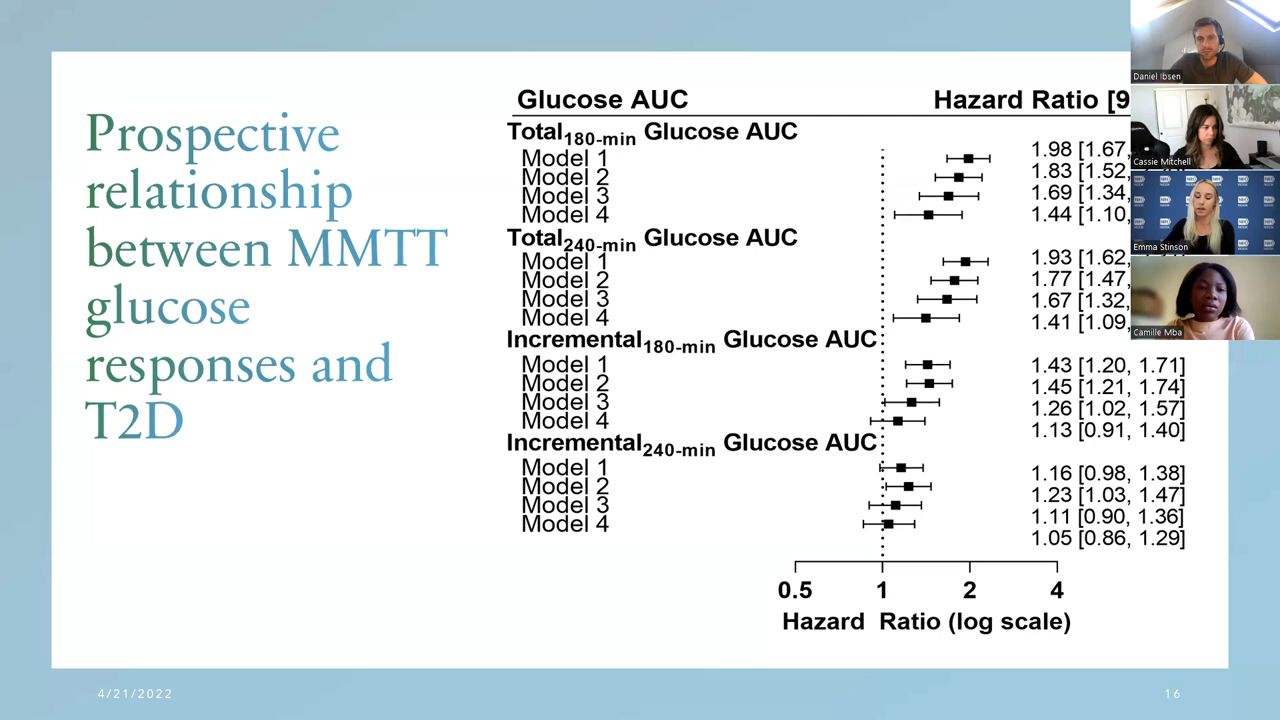 Prospective
relationship
between MMTT
glucose
responses and
T2D
Glucose AUC Hazard Ratio [9
Total180-min Glucose AUC
Model 1 1.98 [1.67,
Model 2 1.83 [1.52,
Model 3 1.69 [1.34,
Model 4 1.44 [1.10,
Total240-min Glucose AUC
Model 1 1.93 [1.62,
Model 2 1.77 [1.47,
Model 3 1.67 [1.32,
Model 4 1.41 [1.09,
Incremental180-min Glucose AUC
Model 1 1.43 [1.20, 1.71]
Model 2 1.45 [1.21, 1.74]
Model 3 1.26 [1.02, 1.57]
Model 4 1.13 [0.91, 1.40]
Incremental240-min Glucose AUC
Model 1 1.16 [0.98, 1.38]
Model 2 1.23 [1.03, 1.47]
Model 3 1.11 [0.90, 1.36]
Model 4 1.05 [0.86, 1.29]
0.5 1 2 4
Hazard Ratio (log scale)
4/21/2022
16
Daniel Ibsen
Cassie Mitchell
Emma Stinson
Camille Mba